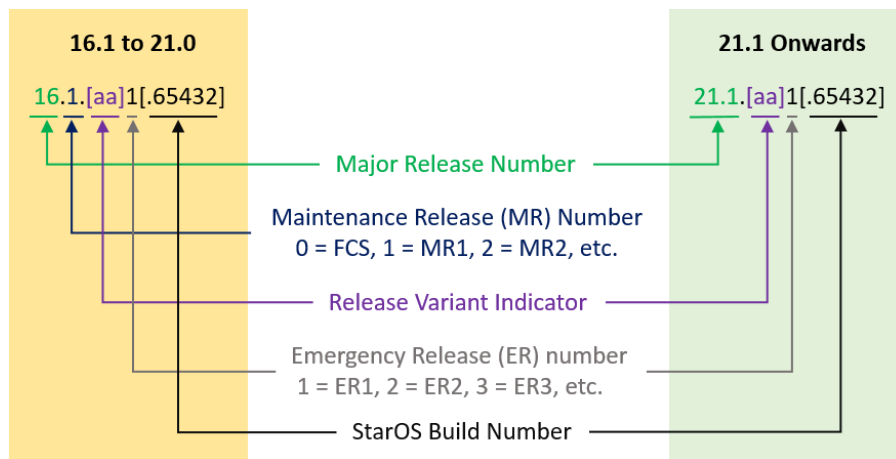 16.1 to 21.0
21.1 Onwards
16.1.[aa]1[.65432]
21.1.[aa]1[.65432]
Major Release Number
Maintenance Release (MR) Number
0 = FCS, 1 = MR1, 2 = MR2, etc.
Release Variant Indicator
Emergency Release (ER) number
1 = ER1, 2 = ER2, 3 = ER3, etc.
StarOS Build Number